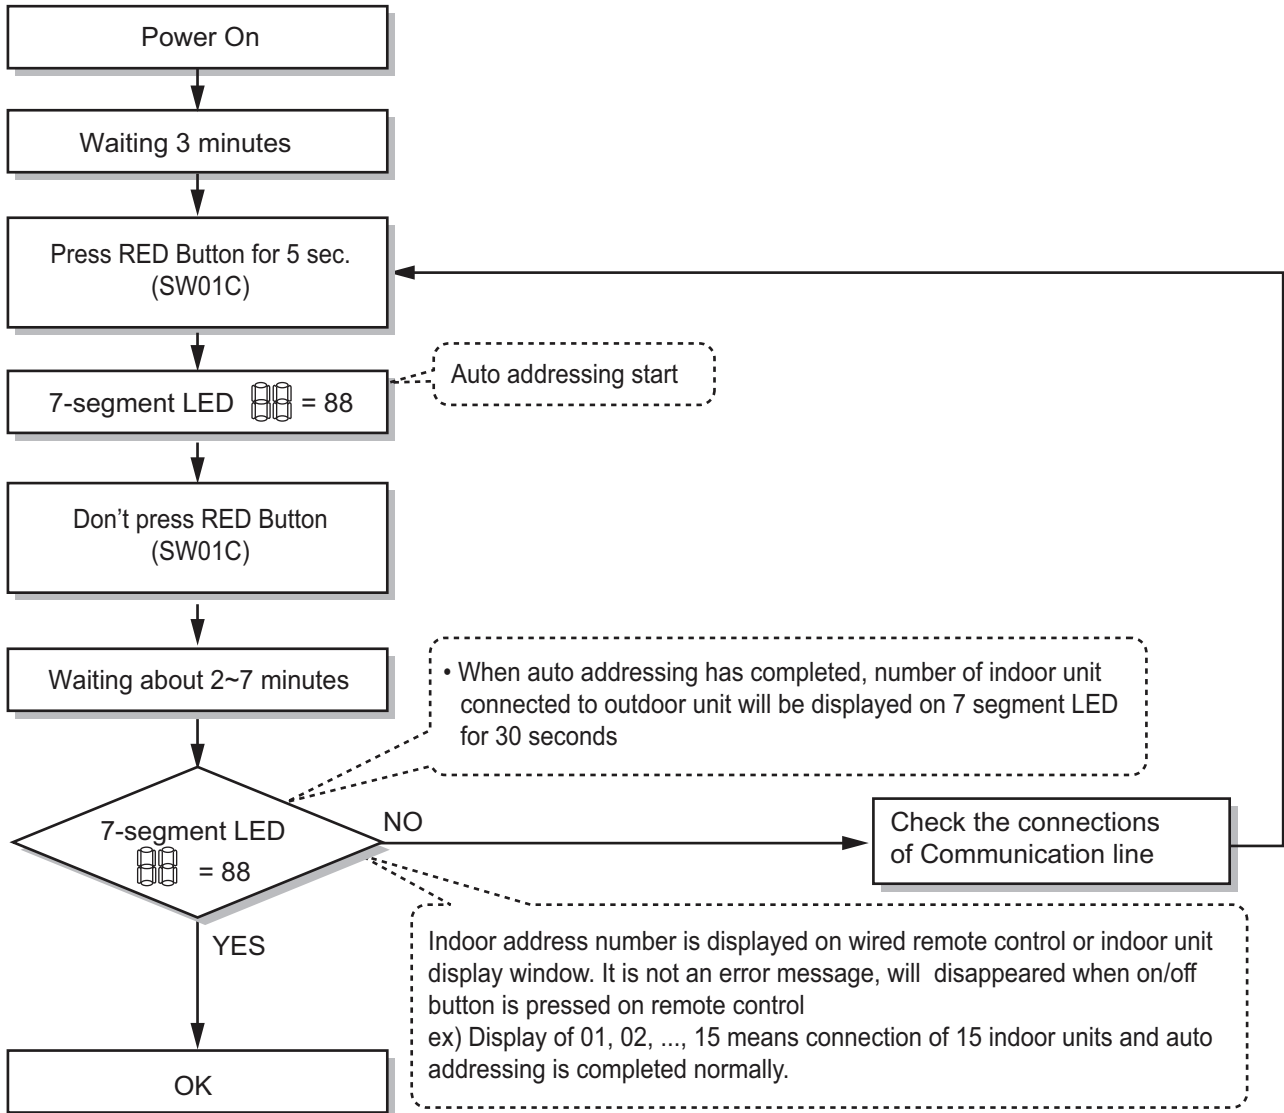 Power On
Waiting 3 minutes
Press RED Button for 5 sec.
(SW01C)
7-segment LED 88 = 88
Auto addressing start
Don't press RED Button
(SW01C)
Waiting about 2~7 minutes
• When auto addressing has completed, number of indoor unit
connected to outdoor unit will be displayed on 7 segment LED
for 30 seconds
7-segment LED
88 = 88
NO
Check the connections
of Communication line
YES
Indoor address number is displayed on wired remote control or indoor unit
display window. It is not an error message, will disappeared when on/off
button is pressed on remote control
ex) Display of 01, 02, ..., 15 means connection of 15 indoor units and auto
addressing is completed normally.
OK